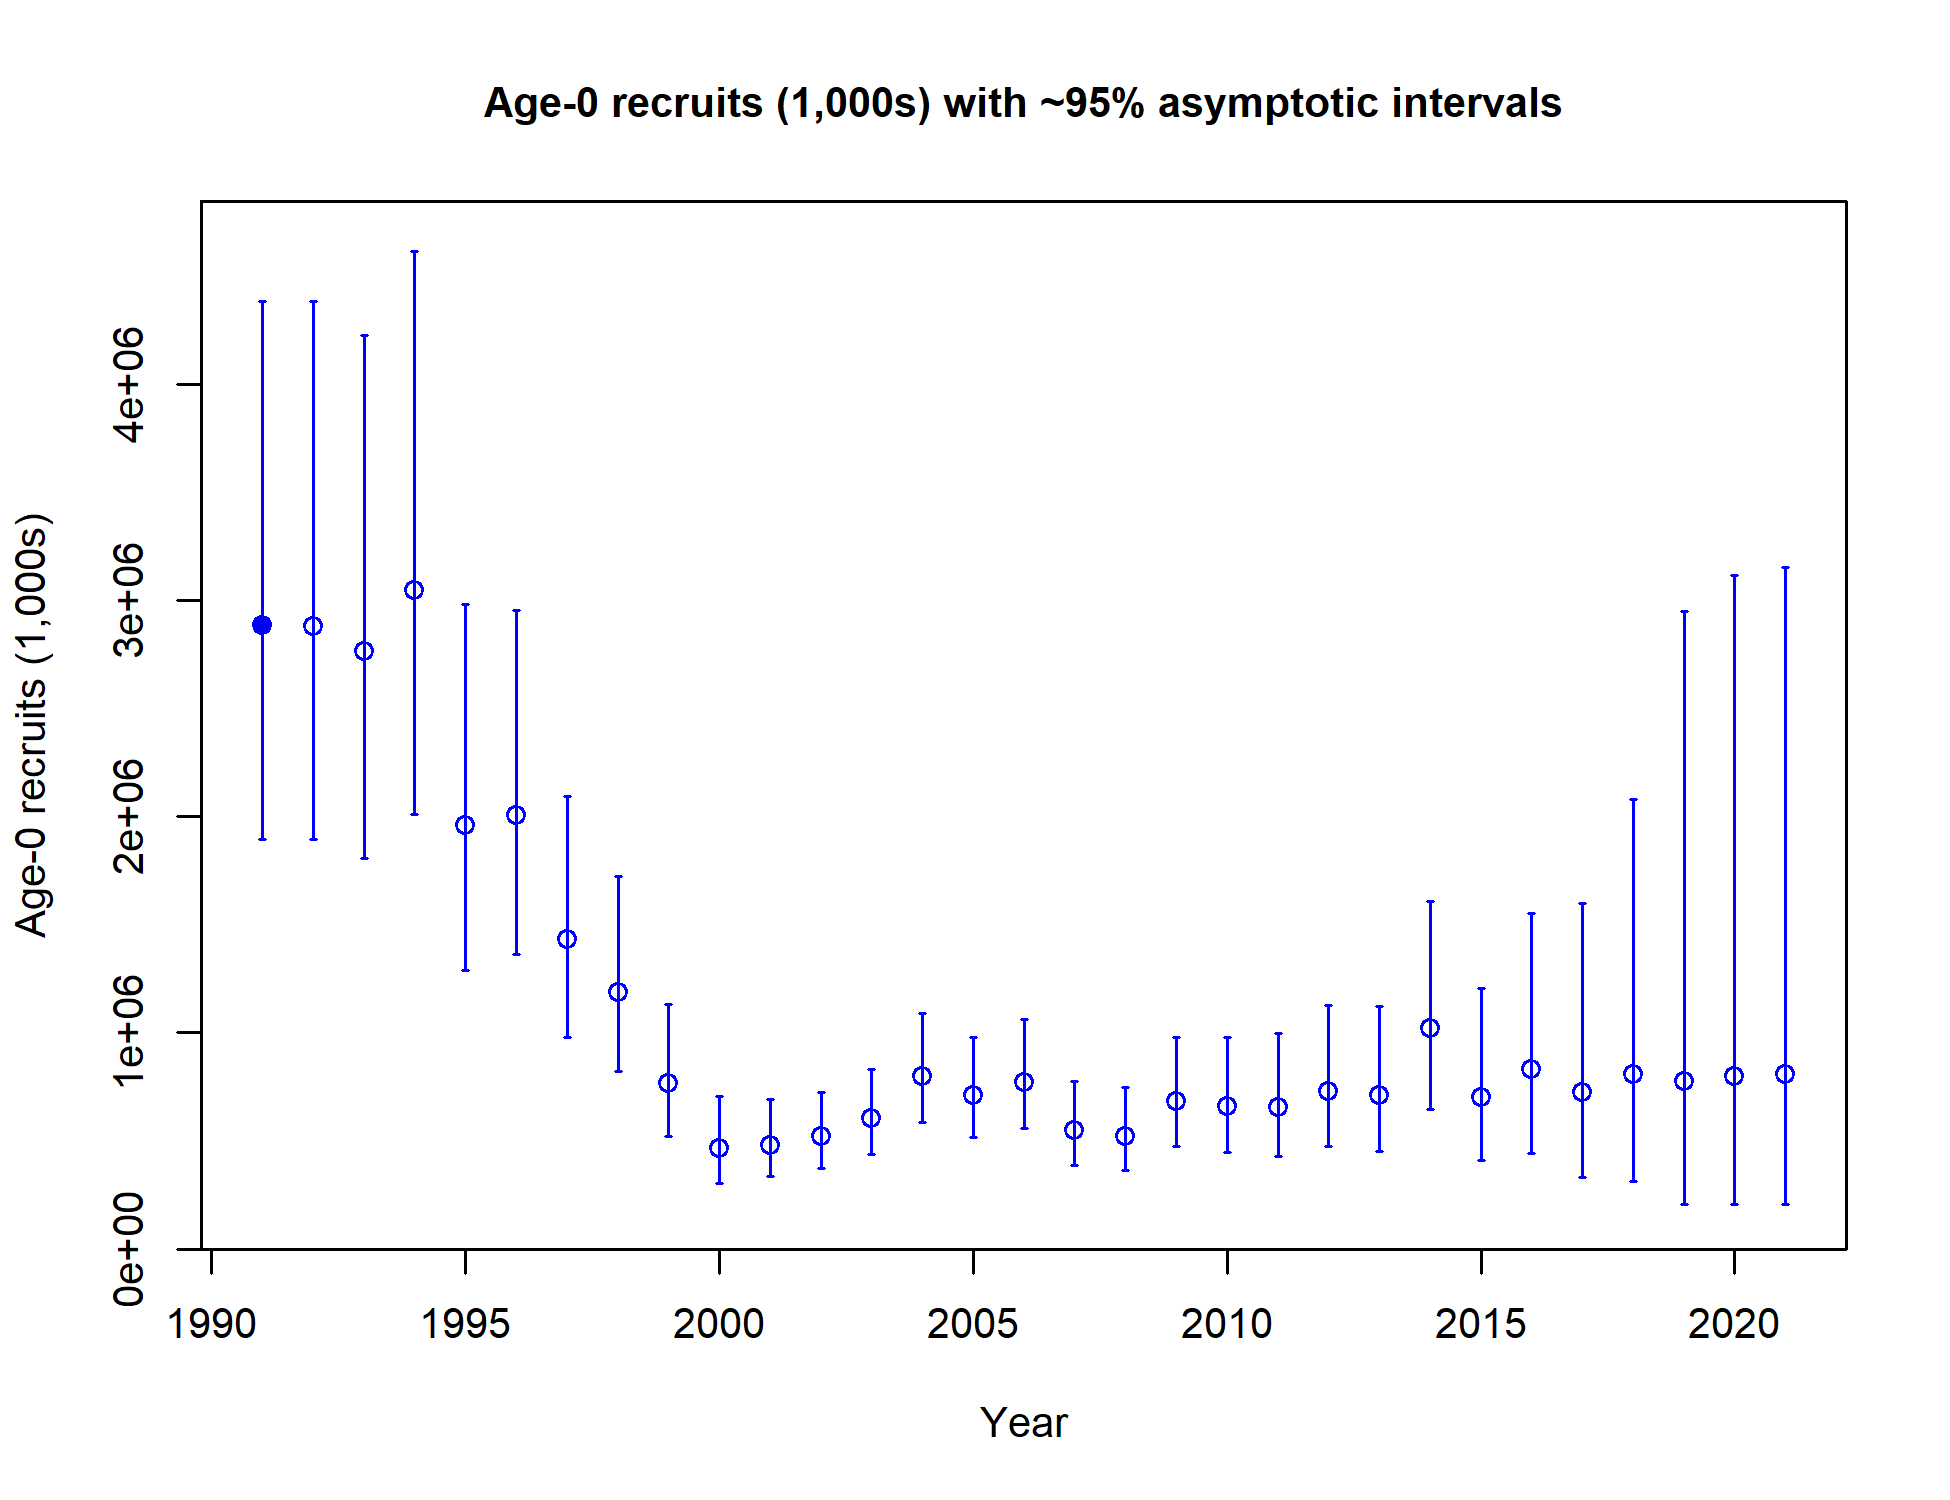 Age-0 recruits (1,000s) with ~95% asymptotic intervals
Age-0 recruits (1,000s)
4e+06
3e+06
2e+06
1e+06
0e+00
1990 1995 2000 2005 2010 2015 2020
Year